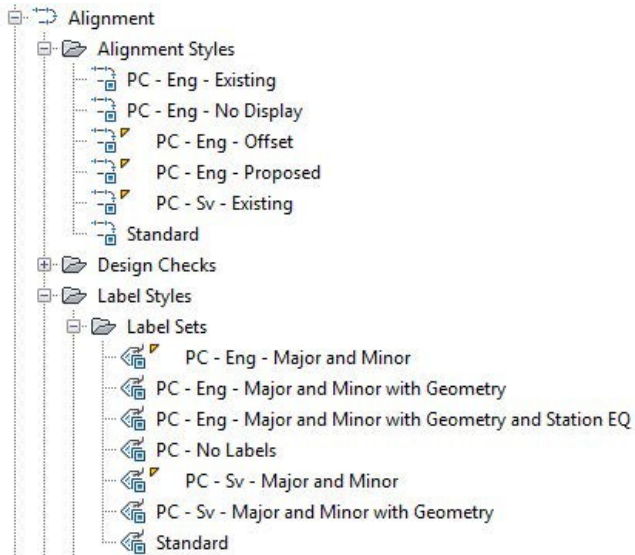 Alignment
Alignment Styles
PC - Eng - Existing
PC - Eng - No Display
PC - Eng - Offset
PC - Eng - Proposed
PC - Sv - Existing
Standard
Design Checks
Label Styles
Label Sets
PC - Eng - Major and Minor
PC - Eng - Major and Minor with Geometry
PC - Eng - Major and Minor with Geometry and Station EQ
PC - No Labels
PC - Sv - Major and Minor
PC - Sv - Major and Minor with Geometry
Standard